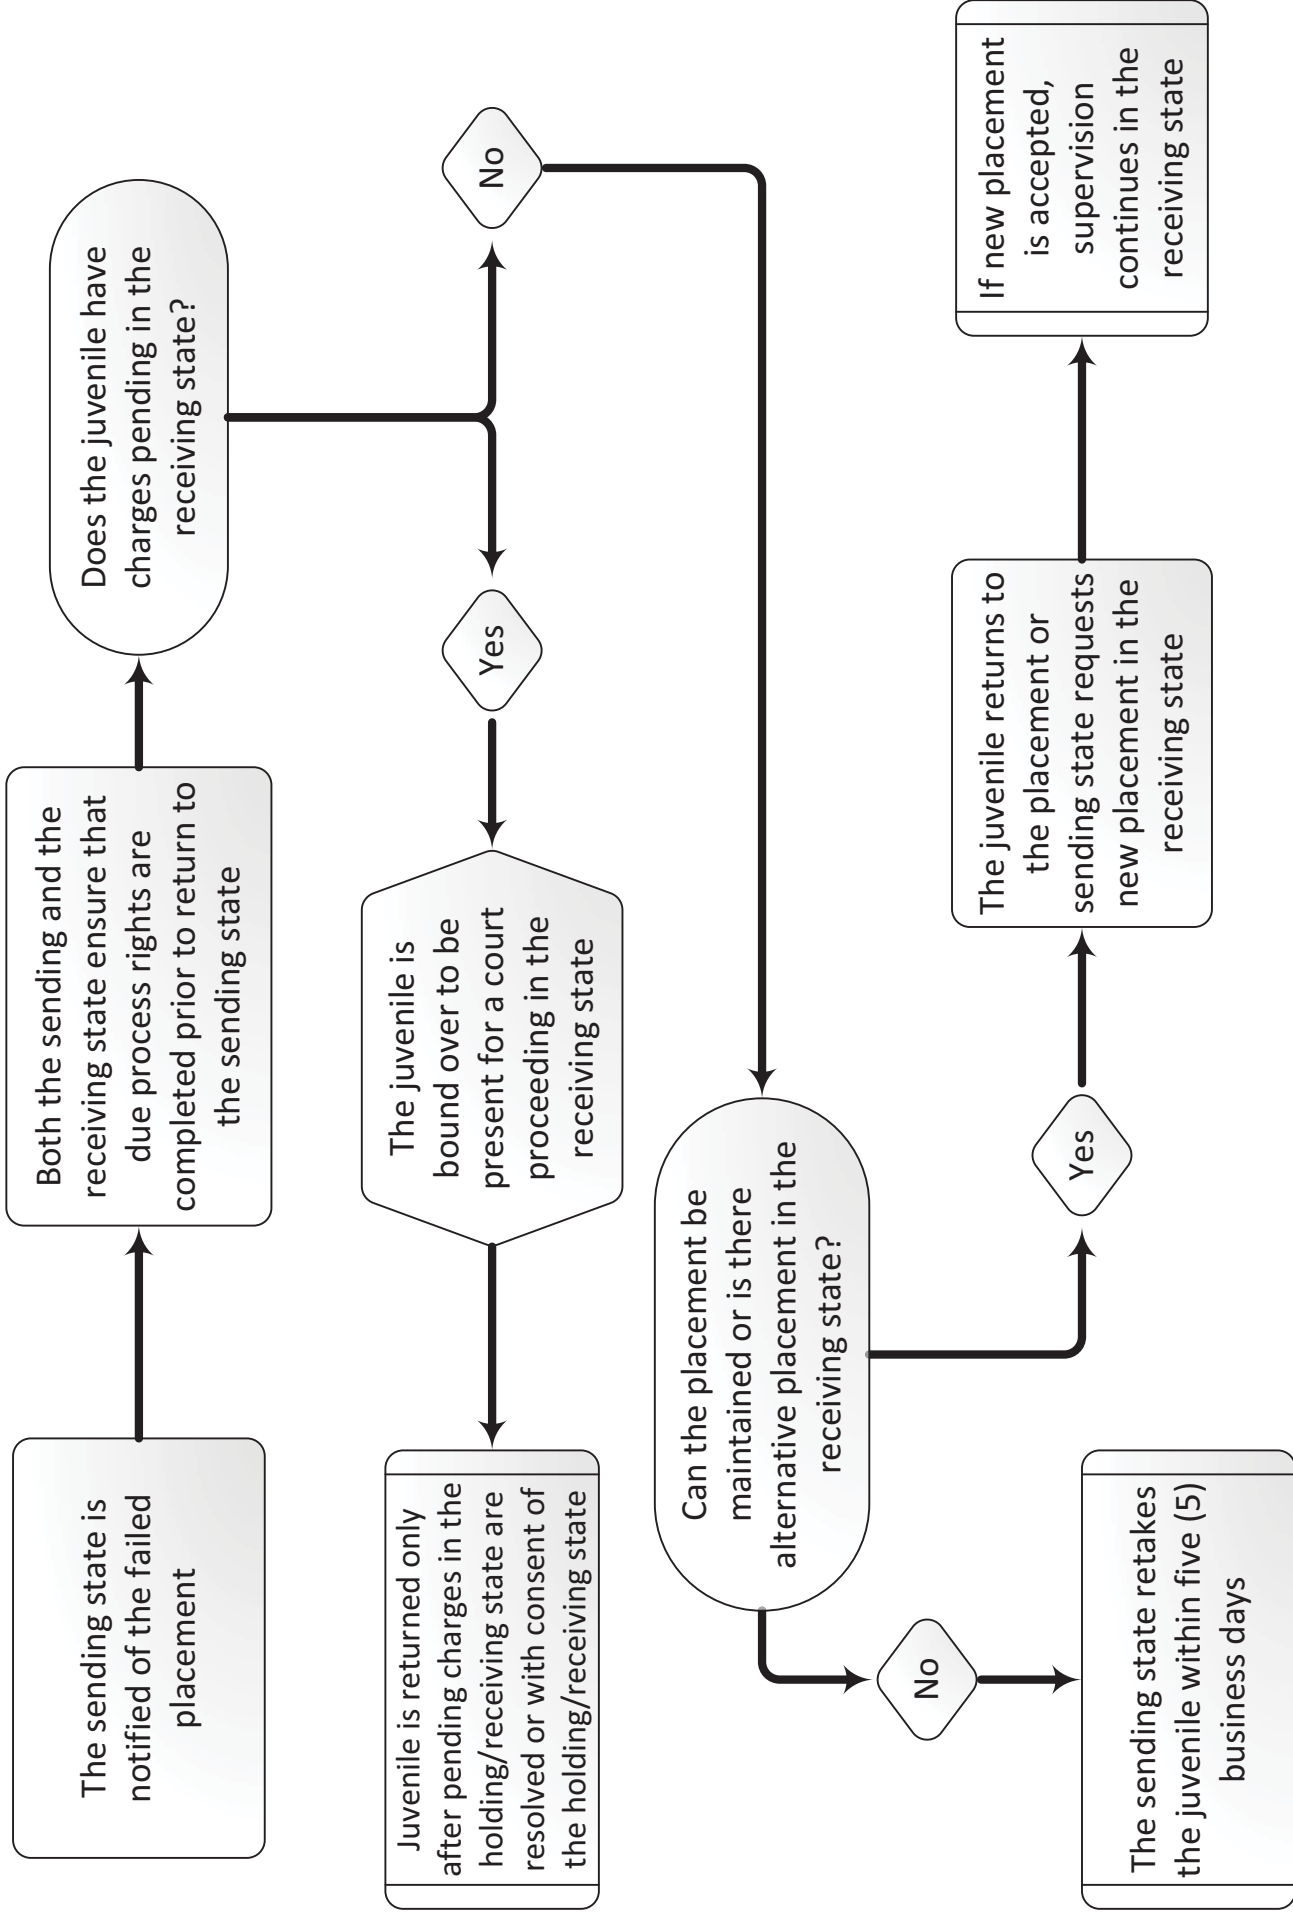 The sending state is
notified of the failed
placement
Both the sending and the
receiving state ensure that
due process rights are
completed prior to return to
the sending state
Does the juvenile have
charges pending in the
receiving state?
Yes
No
The juvenile is
bound over to be
present for a court
proceeding in the
receiving state
Juvenile is returned only
after pending charges in the
holding/receiving state are
resolved or with consent of
the holding/receiving state
Can the placement be
maintained or is there
alternative placement in the
receiving state?
No
Yes
The sending state retakes
the juvenile within five (5)
business days
The juvenile returns to
the placement or
sending state requests
new placement in the
receiving state
If new placement
is accepted,
supervision
continues in the
receiving state